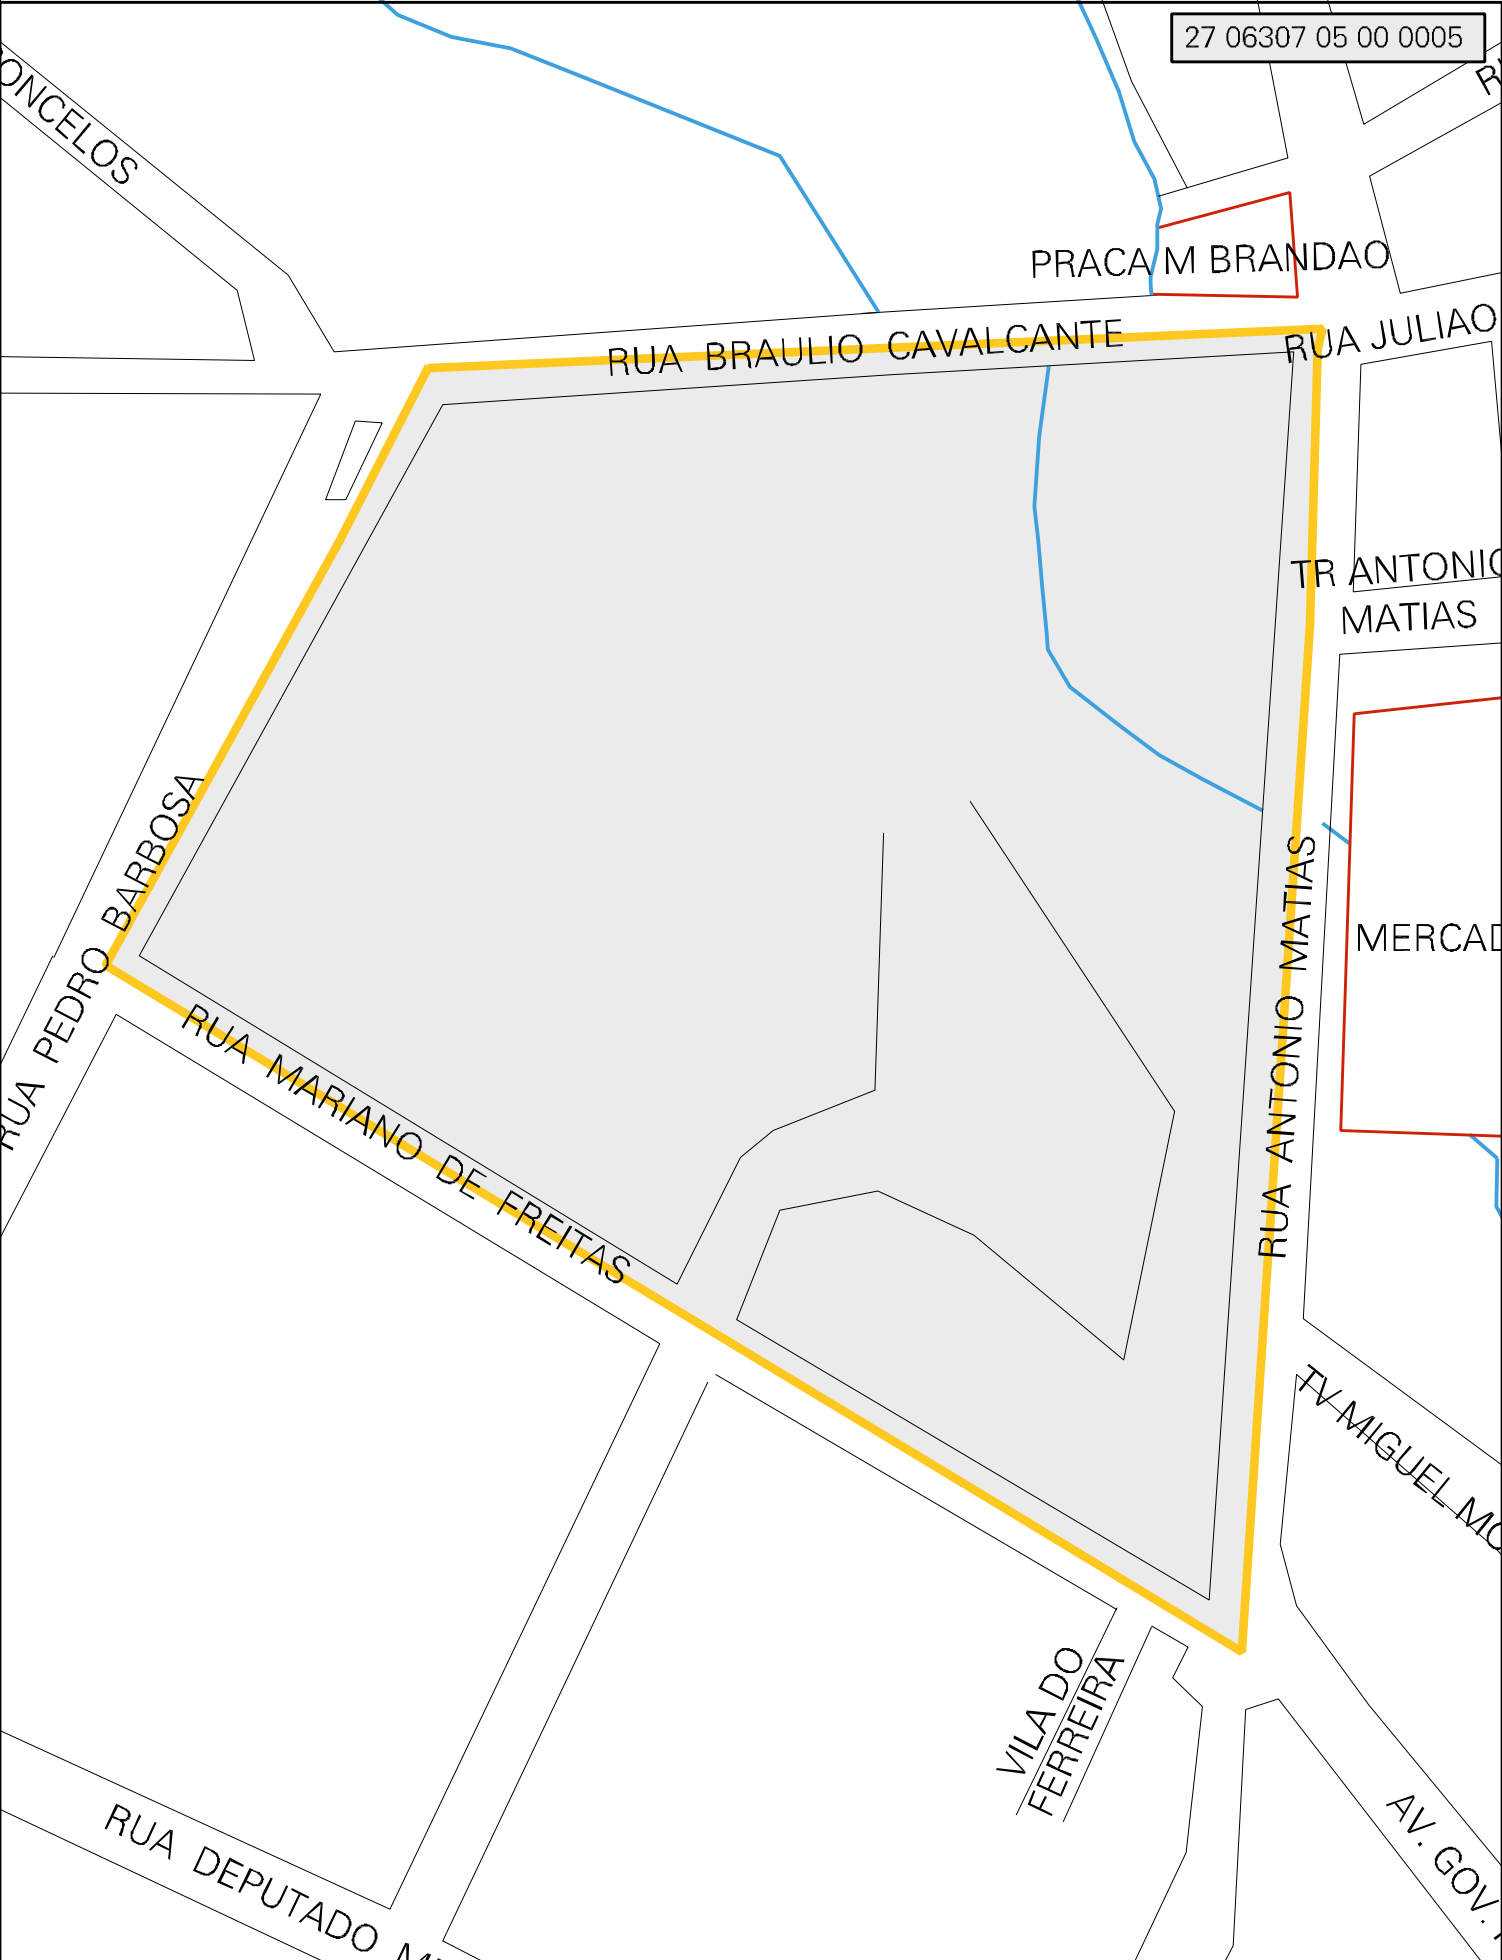 27 06307 05 00 0005
ONCELOS
PRACA M BRANDAO
RUA BRAULIO CAVALCANTE
RUA JULIAO
TR ANTONIO
MATIAS
RUA PEDRO BARBOSA
RUA ANTONIO MATIAS
MERCAD
RUA MARIANO DE FREITAS
TV MIGUEL MO
VILA DO
FERREIRA
AV. GOV.
RUA DEPUTADO